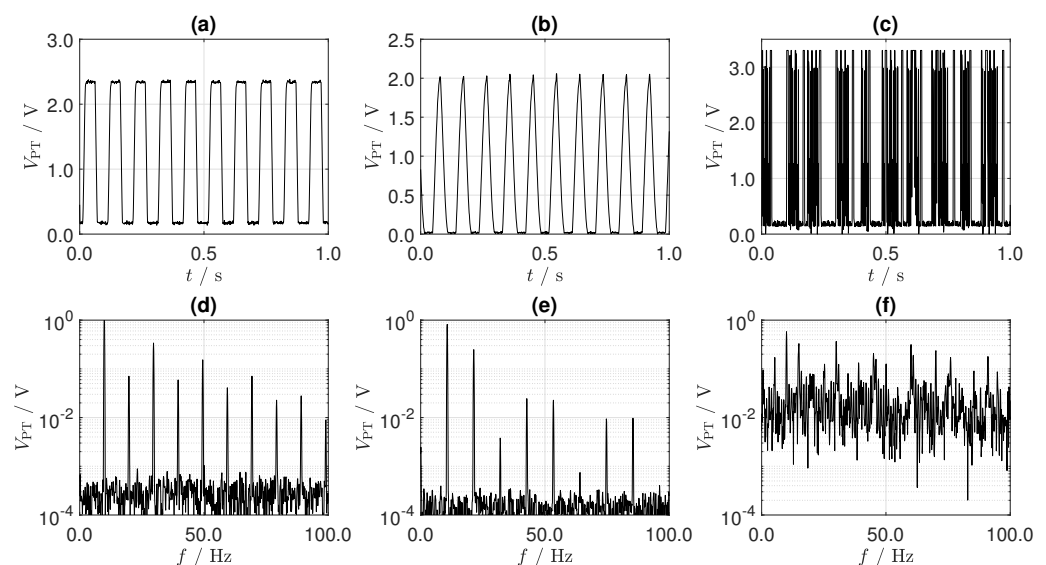 (a)
3.0
2.0
1.0
0.0
V_PT / V
0.0 0.5 1.0
t / s
(b)
2.5
2.0
1.5
1.0
0.5
0.0
V_PT / V
0.0 0.5 1.0
t / s
(c)
3.0
2.0
1.0
0.0
V_PT / V
0.0 0.5 1.0
t / s
(d)
10^0
10^-2
10^-4
V_PT / V
0.0 50.0 100.0
f / Hz
(e)
10^0
10^-2
10^-4
V_PT / V
0.0 50.0 100.0
f / Hz
(f)
10^0
10^-2
10^-4
V_PT / V
0.0 50.0 100.0
f / Hz